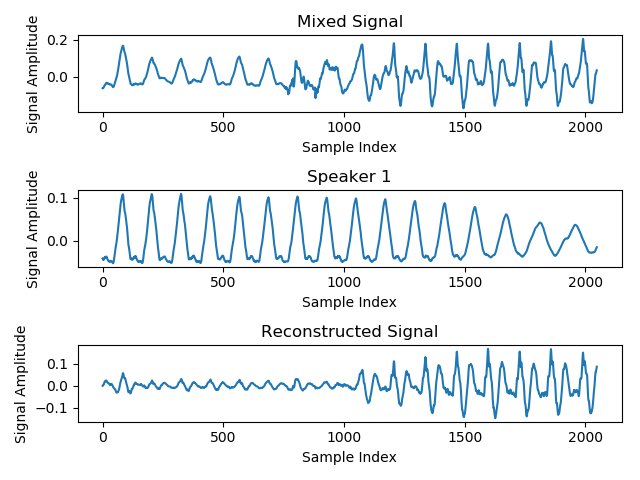 Mixed Signal
Signal Amplitude
0.2
0.0
0 500 1000 1500 2000
Sample Index
Speaker 1
Signal Amplitude
0.1
0.0
0 500 1000 1500 2000
Sample Index
Reconstructed Signal
Signal Amplitude
0.1
0.0
−0.1
0 500 1000 1500 2000
Sample Index